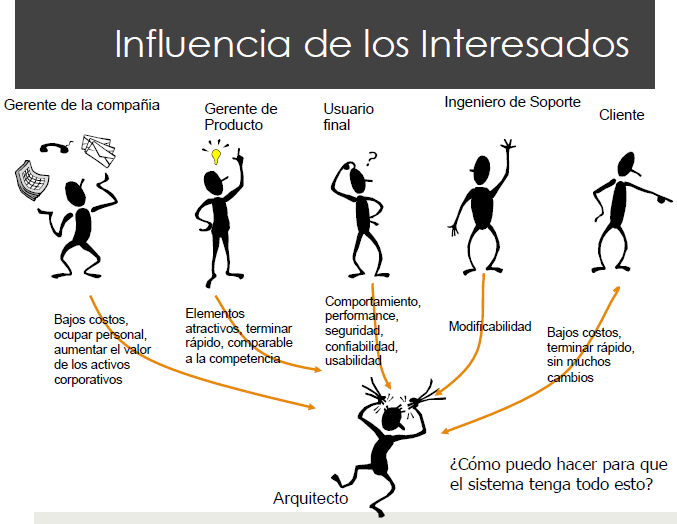 Influencia de los Interesados
Gerente de la compañia
Gerente de
Producto
Usuario
final
Ingeniero de Soporte
Cliente
?
Bajos costos,
ocupar personal,
aumentar el valor
de los activos
corporativos
Elementos
atractivos, terminar
rápido, comparable
a la competencia
Comportamiento,
performance,
seguridad,
confiabilidad,
usabilidad
Modificabilidad
Bajos costos,
terminar rápido,
sin muchos
cambios
Arquitecto
¿Cómo puedo hacer para que
el sistema tenga todo esto?